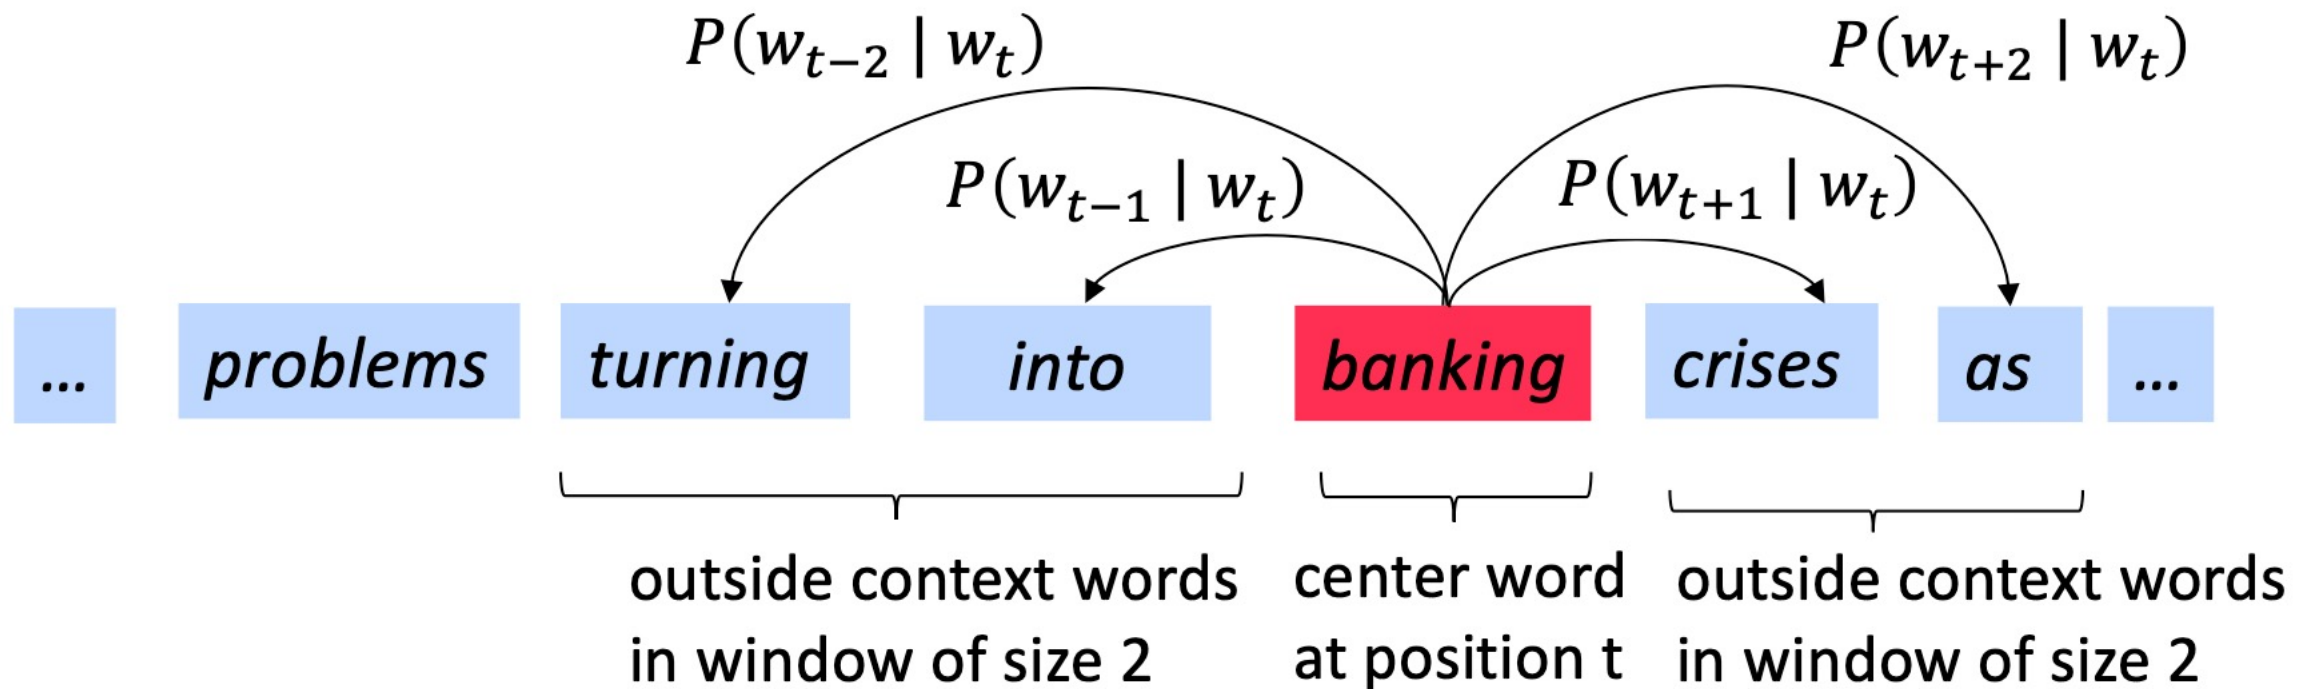 P(w_{t−2} | w_t)
P(w_{t+2} | w_t)
P(w_{t−1} | w_t)
P(w_{t+1} | w_t)
... problems turning into banking crises as ...
outside context words
in window of size 2
center word
at position t
outside context words
in window of size 2